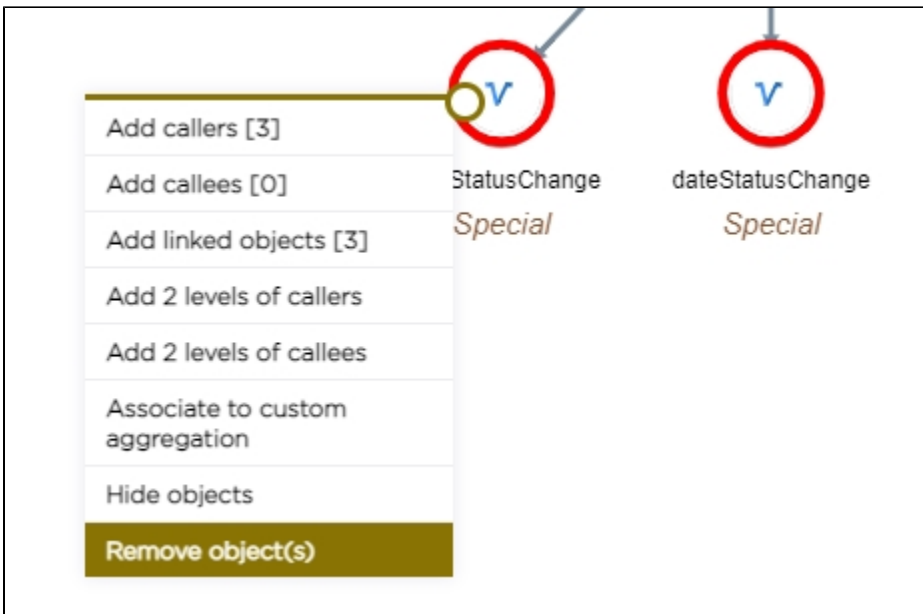 V
V
Add callers [3]
Add callees [0]
StatusChange
dateStatusChange
Special
Special
Add linked objects [3]
Add 2 levels of callers
Add 2 levels of callees
Associate to custom
aggregation
Hide objects
Remove object(s)